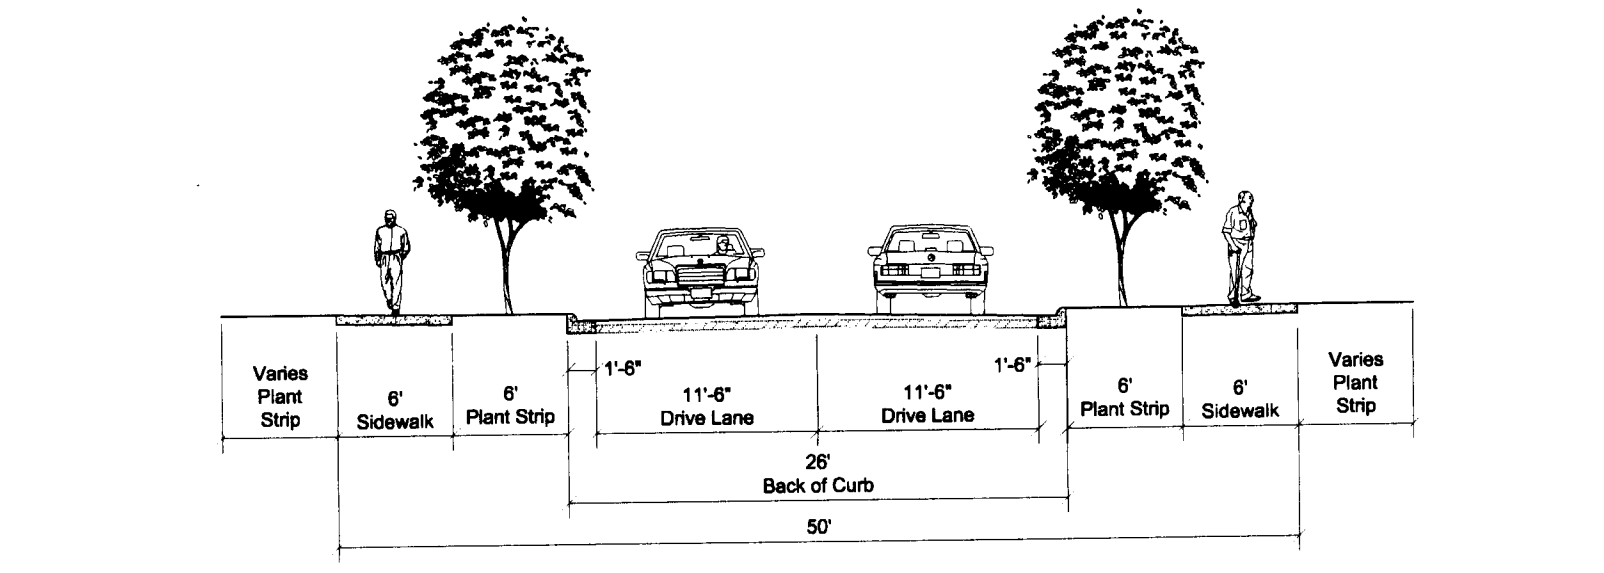 Varies
Plant
Strip
6'
Sidewalk
6'
Plant Strip
1'-6"
11'-6"
Drive Lane
11'-6"
Drive Lane
1'-6"
6'
Plant Strip
6'
Sidewalk
Varies
Plant
Strip
26'
Back of Curb
50'